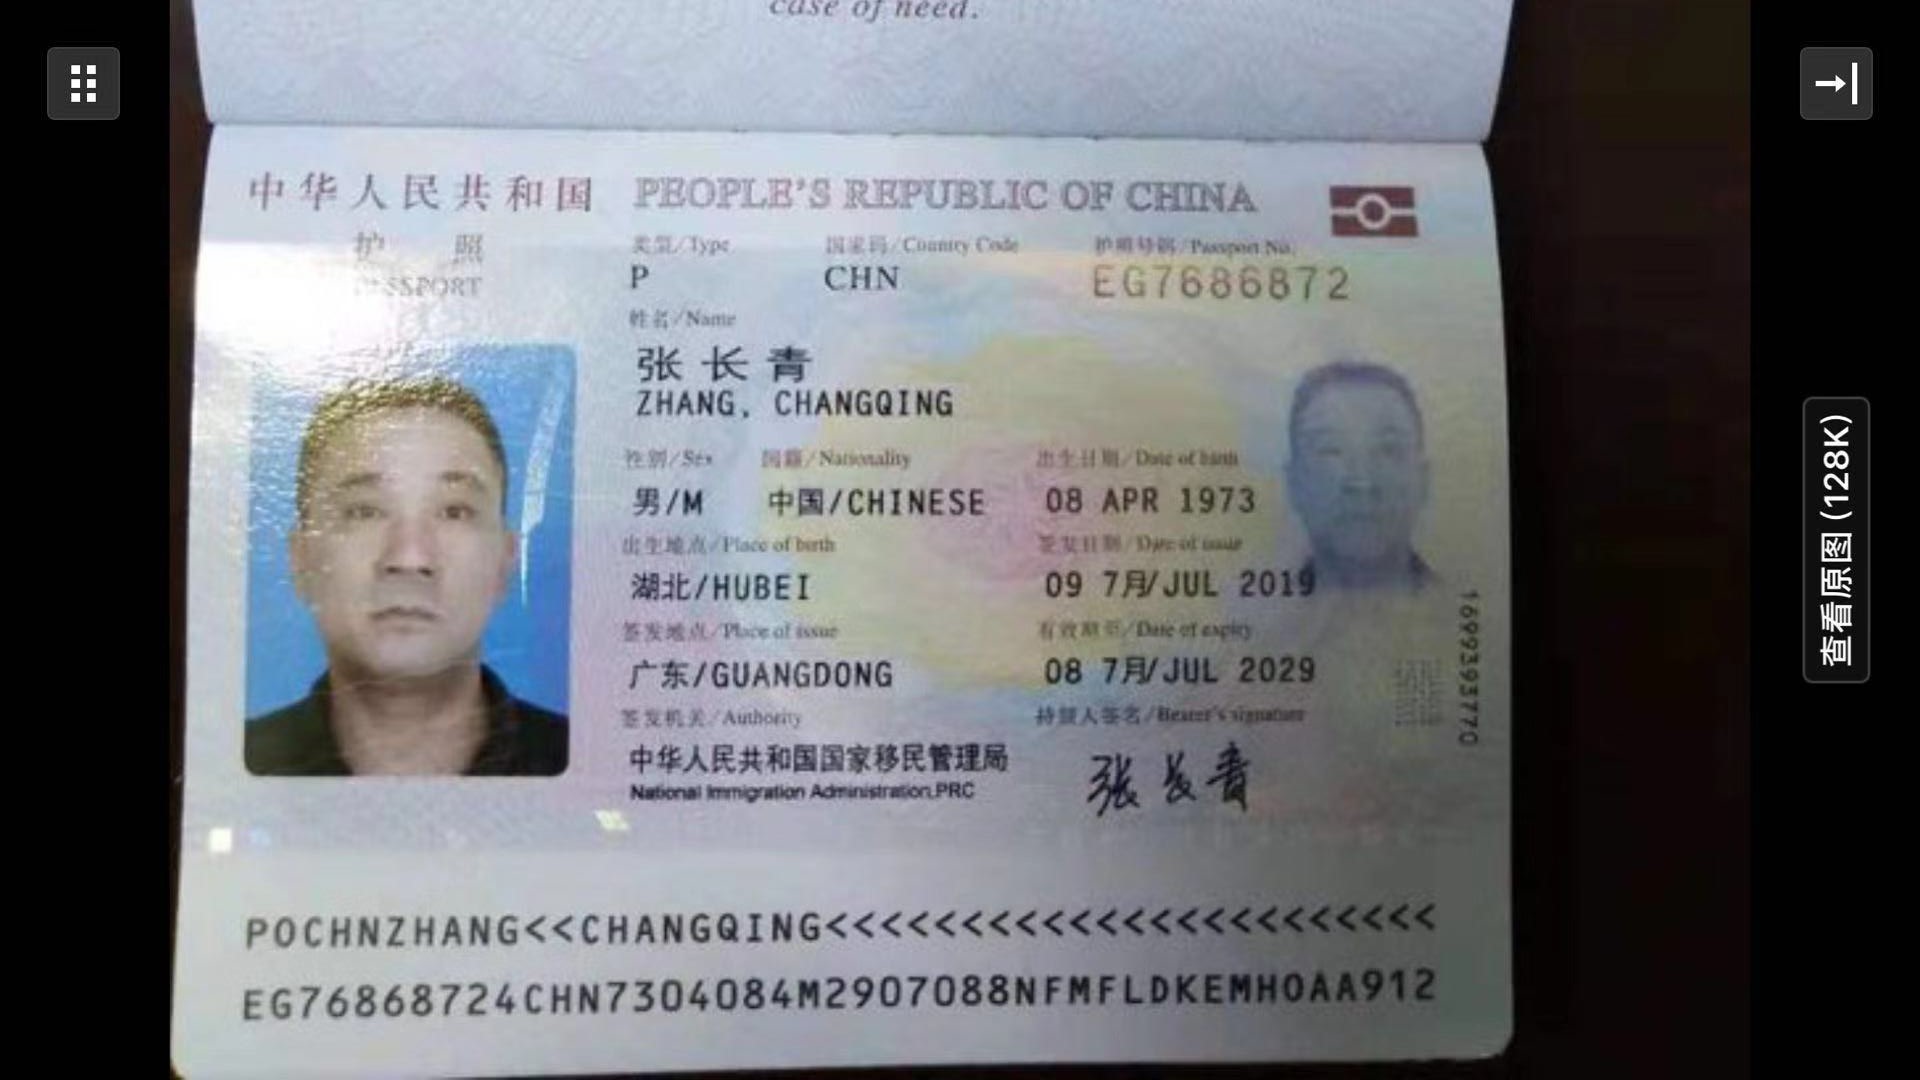 case of need.
中华人民共和国 PEOPLE'S REPUBLIC OF CHINA
护 照 类型/Type 国家码/Country Code 护照号码/Passport No.
PASSPORT P CHN EG7686872
姓名/Name
张长青
ZHANG, CHANGQING
性别/Sex 国籍/Nationality 出生日期/Date of birth
男/M 中国/CHINESE 08 APR 1973
出生地点/Place of birth 签发日期/Date of issue
湖北/HUBEI 09 7月/JUL 2019
签发地点/Place of issue 有效期至/Date of expiry
广东/GUANGDONG 08 7月/JUL 2029
签发机关/Authority 持照人签名/Bearer's signature
中华人民共和国国家移民管理局 张长青
National Immigration Administration,PRC
1699393770
POCHNZHANG<<CHANGQING<<<<<<<<<<<<<<<<<<<<<<<
EG76868724CHN7304084M2907088NFMFLDKEMHOAA912
查看原图 (128K)